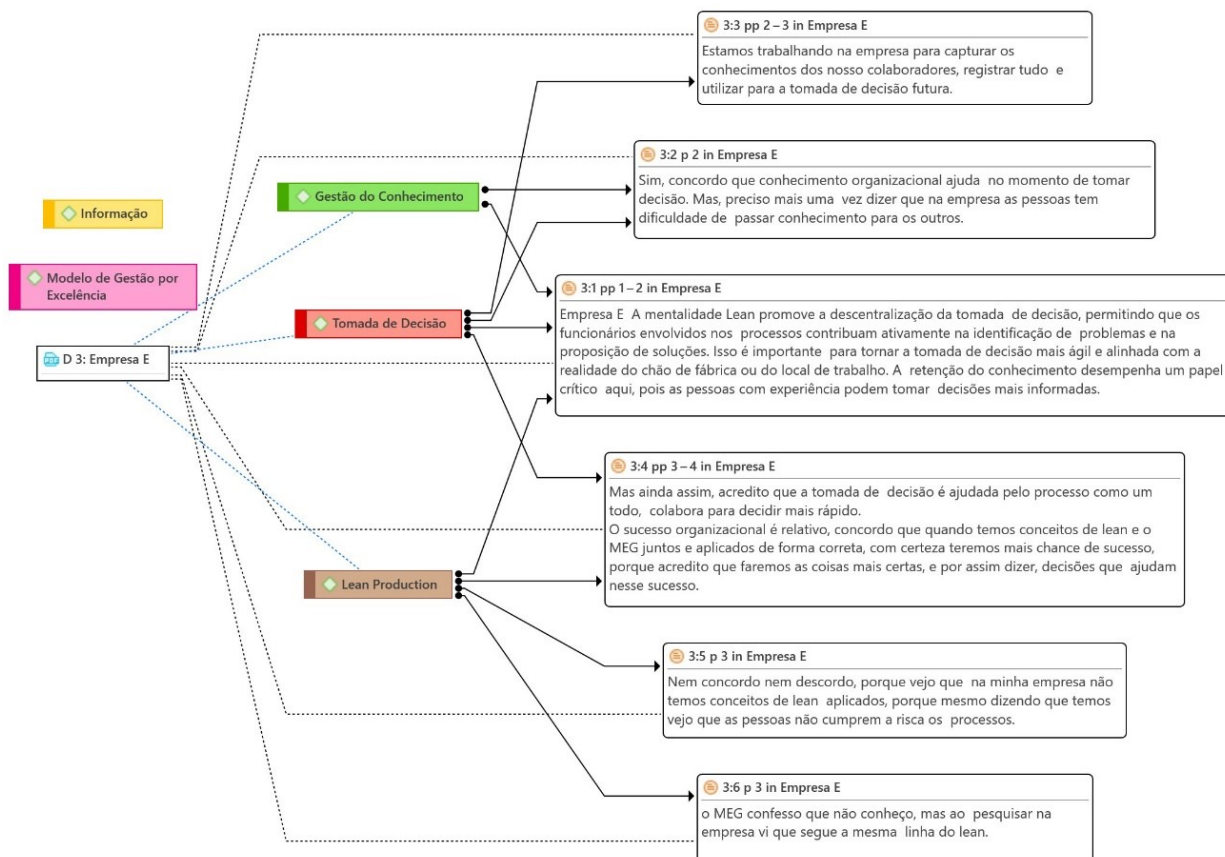 3:3 pp 2 – 3 in Empresa E
Estamos trabalhando na empresa para capturar os
conhecimentos dos nosso colaboradores, registrar tudo e
utilizar para a tomada de decisão futura.
3:2 p 2 in Empresa E
Sim, concordo que conhecimento organizacional ajuda no momento de tomar
decisão. Mas, preciso mais uma vez dizer que na empresa as pessoas tem
dificuldade de passar conhecimento para os outros.
Gestão do Conhecimento
Informação
Modelo de Gestão por
Excelência
3:1 pp 1 – 2 in Empresa E
Empresa E A mentalidade Lean promove a descentralização da tomada de decisão, permitindo que os
funcionários envolvidos nos processos contribuam ativamente na identificação de problemas e na
proposição de soluções. Isso é importante para tornar a tomada de decisão mais ágil e alinhada com a
realidade do chão de fábrica ou do local de trabalho. A retenção do conhecimento desempenha um papel
crítico aqui, pois as pessoas com experiência podem tomar decisões mais informadas.
Tomada de Decisão
PDF
D 3: Empresa E
3:4 pp 3 – 4 in Empresa E
Mas ainda assim, acredito que a tomada de decisão é ajudada pelo processo como um
todo, colabora para decidir mais rápido.
O sucesso organizacional é relativo, concordo que quando temos conceitos de lean e o
MEG juntos e aplicados de forma correta, com certeza teremos mais chance de sucesso,
porque acredito que faremos as coisas mais certas, e por assim dizer, decisões que ajudam
nesse sucesso.
Lean Production
3:5 p 3 in Empresa E
Nem concordo nem descordo, porque vejo que na minha empresa não
temos conceitos de lean aplicados, porque mesmo dizendo que temos
vejo que as pessoas não cumprem a risca os processos.
3:6 p 3 in Empresa E
o MEG confesso que não conheço, mas ao pesquisar na
empresa vi que segue a mesma linha do lean.